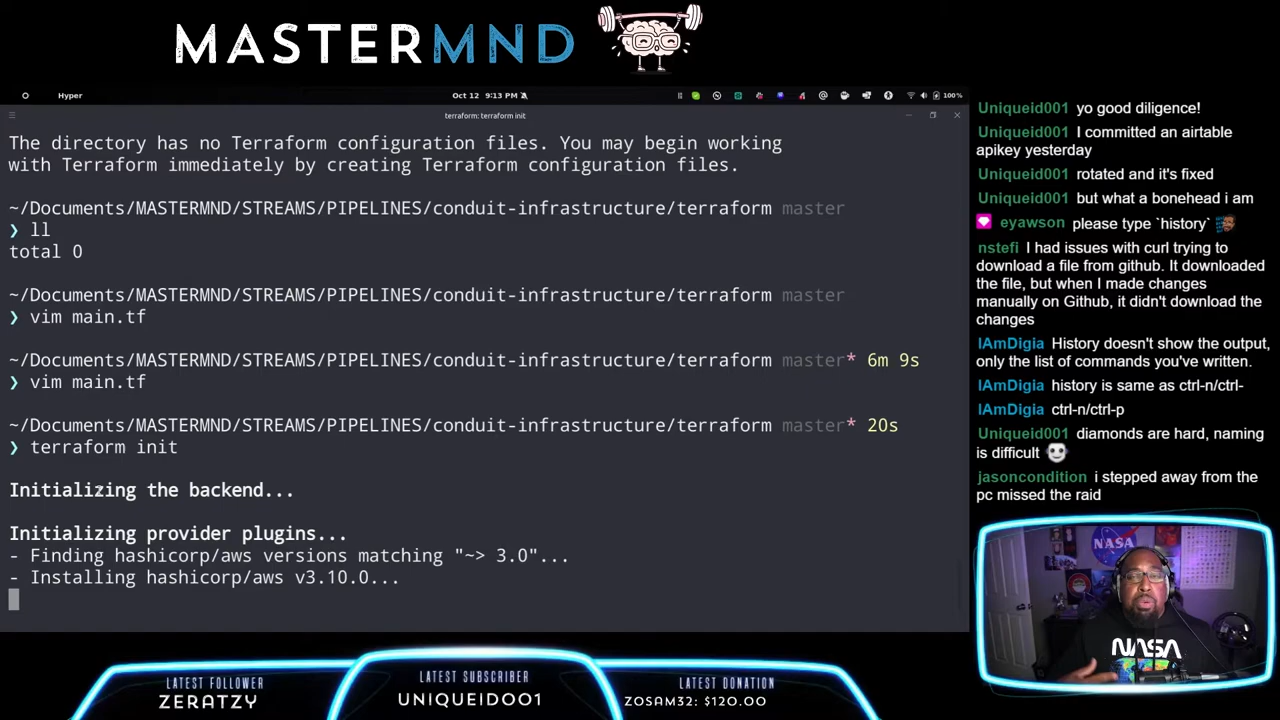 MASTERMND
Hyper
Oct 12 9:13 PM
100%
terraform: terraform init
The directory has no Terraform configuration files. You may begin working
with Terraform immediately by creating Terraform configuration files.
~/Documents/MASTERMND/STREAMS/PIPELINES/conduit-infrastructure/terraform master
❯ ll
total 0
~/Documents/MASTERMND/STREAMS/PIPELINES/conduit-infrastructure/terraform master
❯ vim main.tf
~/Documents/MASTERMND/STREAMS/PIPELINES/conduit-infrastructure/terraform master* 6m 9s
❯ vim main.tf
~/Documents/MASTERMND/STREAMS/PIPELINES/conduit-infrastructure/terraform master* 20s
❯ terraform init
Initializing the backend...
Initializing provider plugins...
- Finding hashicorp/aws versions matching "~> 3.0"...
- Installing hashicorp/aws v3.10.0...
Uniqueid001 yo good diligence!
Uniqueid001 I committed an airtable
apikey yesterday
Uniqueid001 rotated and it's fixed
Uniqueid001 but what a bonehead i am
eyawson please type `history`
nstefi I had issues with curl trying to
download a file from github. It downloaded
the file, but when I made changes
manually on Github, it didn't download the
changes
IAmDigia History doesn't show the output,
only the list of commands you've written.
IAmDigia history is same as ctrl-n/ctrl-
IAmDigia ctrl-n/ctrl-p
Uniqueid001 diamonds are hard, naming
is difficult
jasoncondition i stepped away from the
pc missed the raid
NASA
NASA
LATEST FOLLOWER
ZERATZY
LATEST SUBSCRIBER
UNIQUEID001
LATEST DONATION
ZOSAM32: $120.00